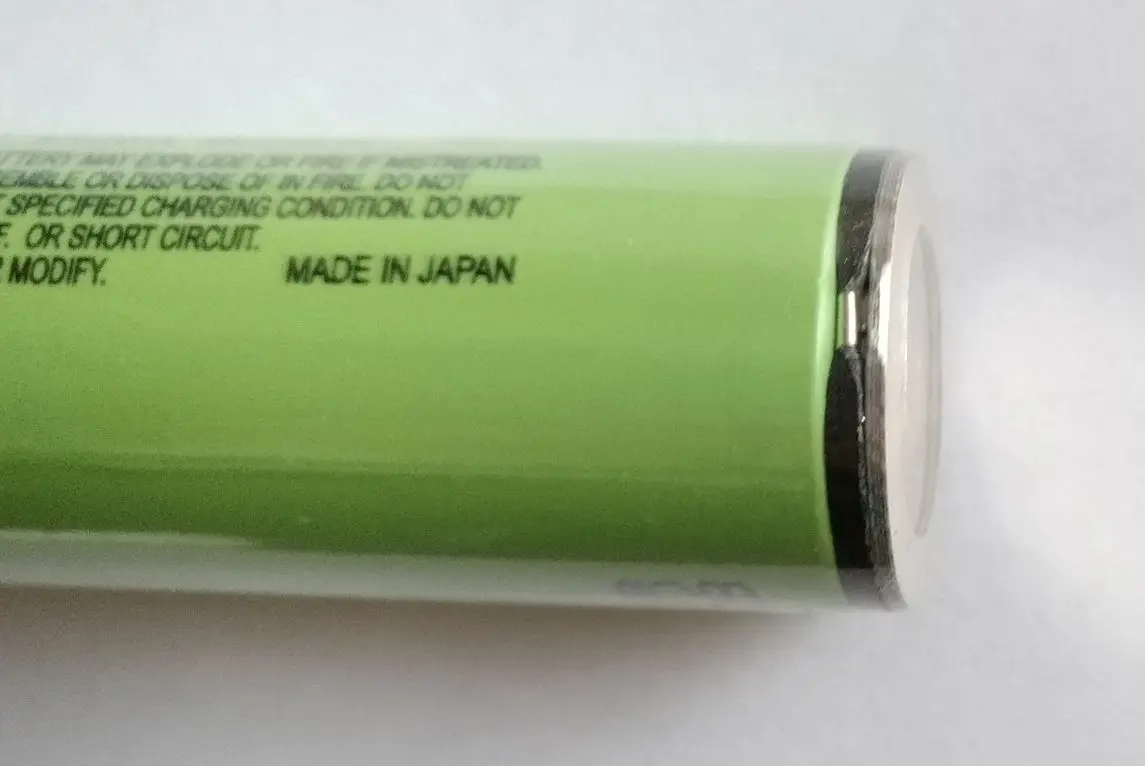 TTERY MAY EXPLODE OR FIRE IF MISTREATED.
EMBLE OR DISPOSE OF IN FIRE. DO NOT
SPECIFIED CHARGING CONDITION. DO NOT
OR SHORT CIRCUIT.
MODIFY. MADE IN JAPAN